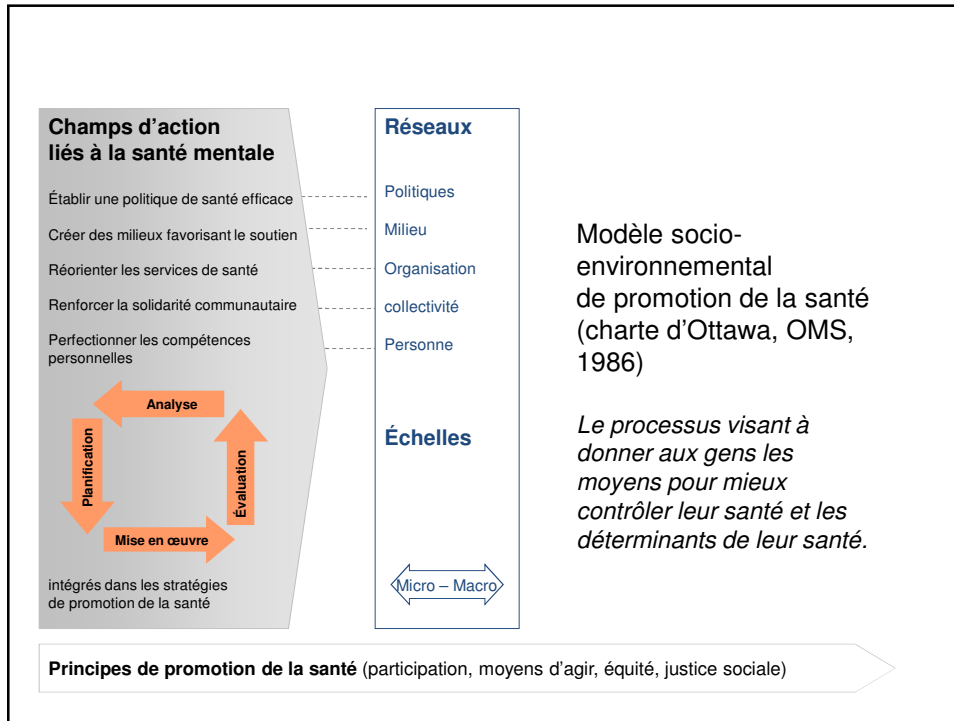 Champs d'action
liés à la santé mentale
Établir une politique de santé efficace
Créer des milieux favorisant le soutien
Réorienter les services de santé
Renforcer la solidarité communautaire
Perfectionner les compétences
personnelles
Analyse
Planification
Évaluation
Mise en œuvre
intégrés dans les stratégies
de promotion de la santé
Réseaux
Politiques
Milieu
Organisation
collectivité
Personne
Échelles
Micro – Macro
Modèle socio-
environnemental
de promotion de la santé
(charte d'Ottawa, OMS,
1986)
Le processus visant à
donner aux gens les
moyens pour mieux
contrôler leur santé et les
déterminants de leur santé.
Principes de promotion de la santé (participation, moyens d'agir, équité, justice sociale)